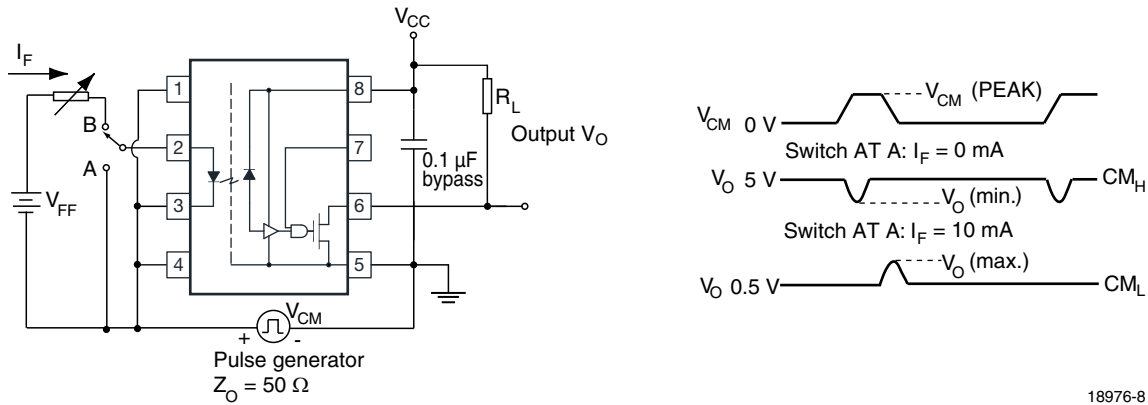 V_CC
I_F
B
A
V_FF
1
2
3
4
8
7
6
5
R_L
Output V_O
0.1 µF
bypass
V_CM
+
-
Pulse generator
Z_O = 50 Ω
V_CM 0 V
V_CM (PEAK)
Switch AT A: I_F = 0 mA
V_O 5 V
CM_H
V_O (min.)
Switch AT A: I_F = 10 mA
V_O (max.)
V_O 0.5 V
CM_L
18976-8